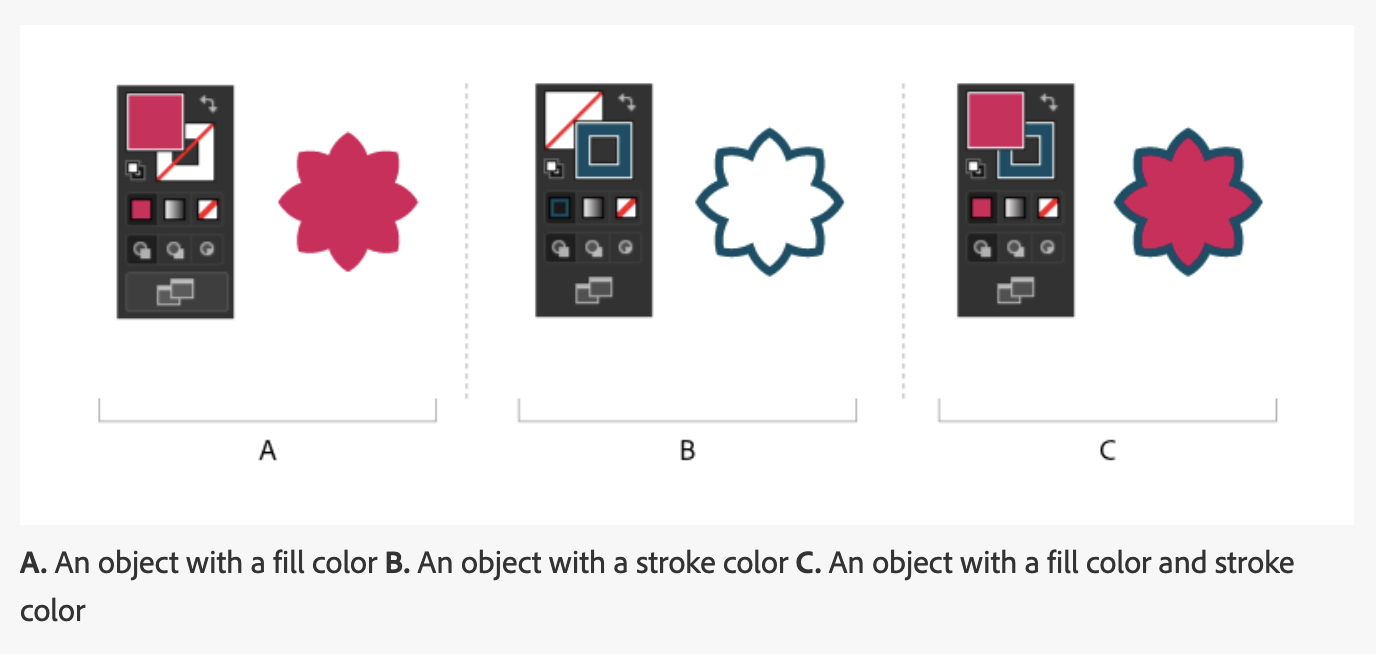 A
B
C
A. An object with a fill color B. An object with a stroke color C. An object with a fill color and stroke
color